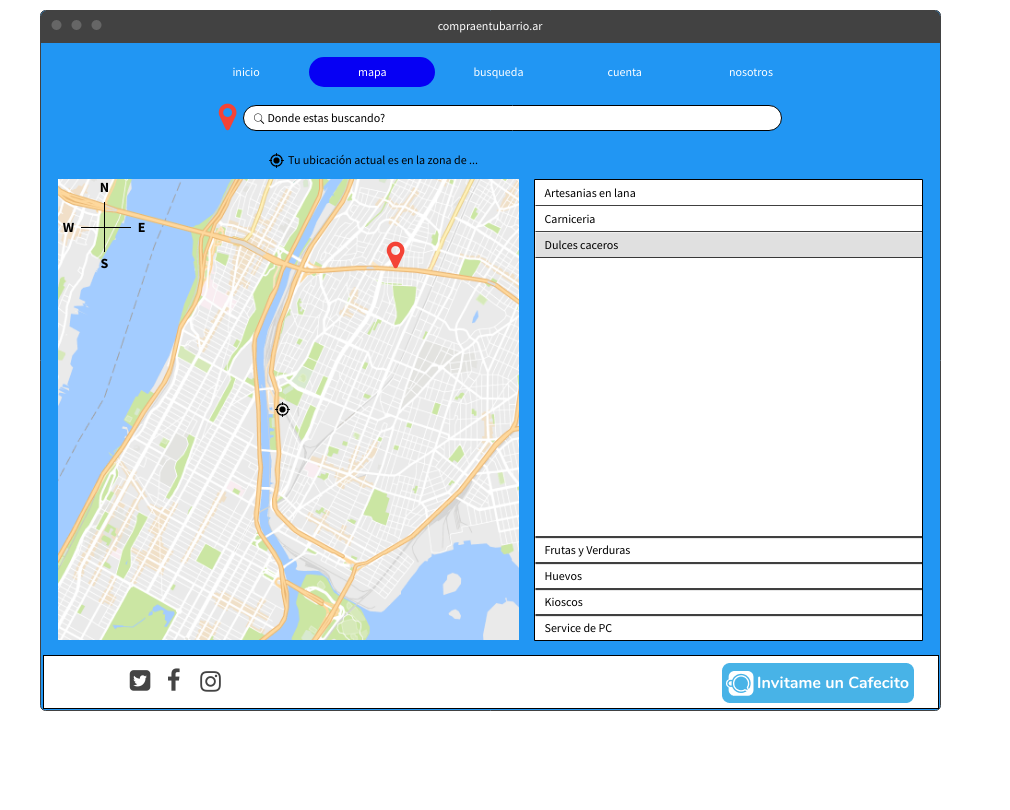 compraentubarrio.ar
inicio mapa busqueda cuenta nosotros
Donde estas buscando?
Tu ubicación actual es en la zona de ...
N
W E
S
Artesanias en lana
Carniceria
Dulces caceros
Frutas y Verduras
Huevos
Kioscos
Service de PC
Invitame un Cafecito